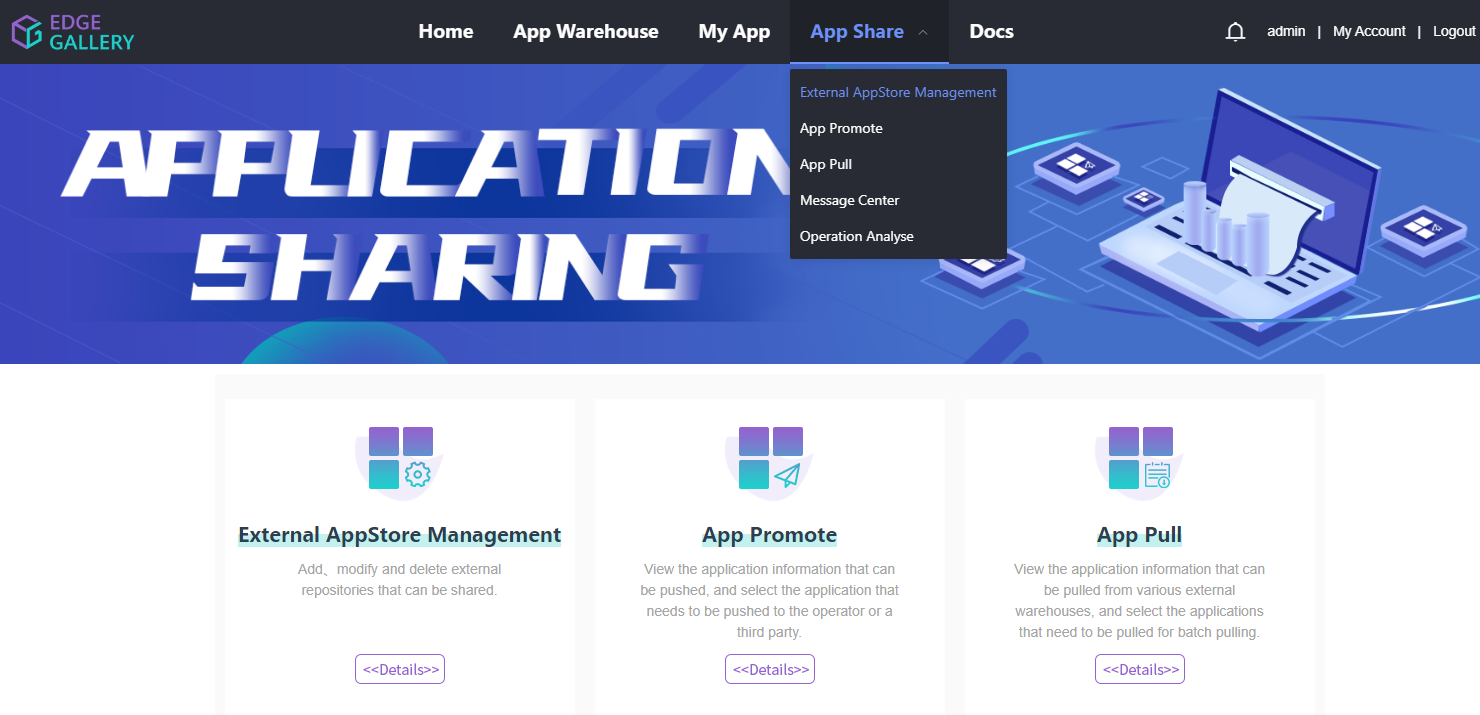 EDGE
GALLERY
Home
App Warehouse
My App
App Share
Docs
admin | My Account | Logout
External AppStore Management
App Promote
App Pull
Message Center
Operation Analyse
APPLICATION
SHARING
External AppStore Management
Add、modify and delete external
repositories that can be shared.
<<Details>>
App Promote
View the application information that can
be pushed, and select the application that
needs to be pushed to the operator or a
third party.
<<Details>>
App Pull
View the application information that can
be pulled from various external
warehouses, and select the applications
that need to be pulled for batch pulling.
<<Details>>